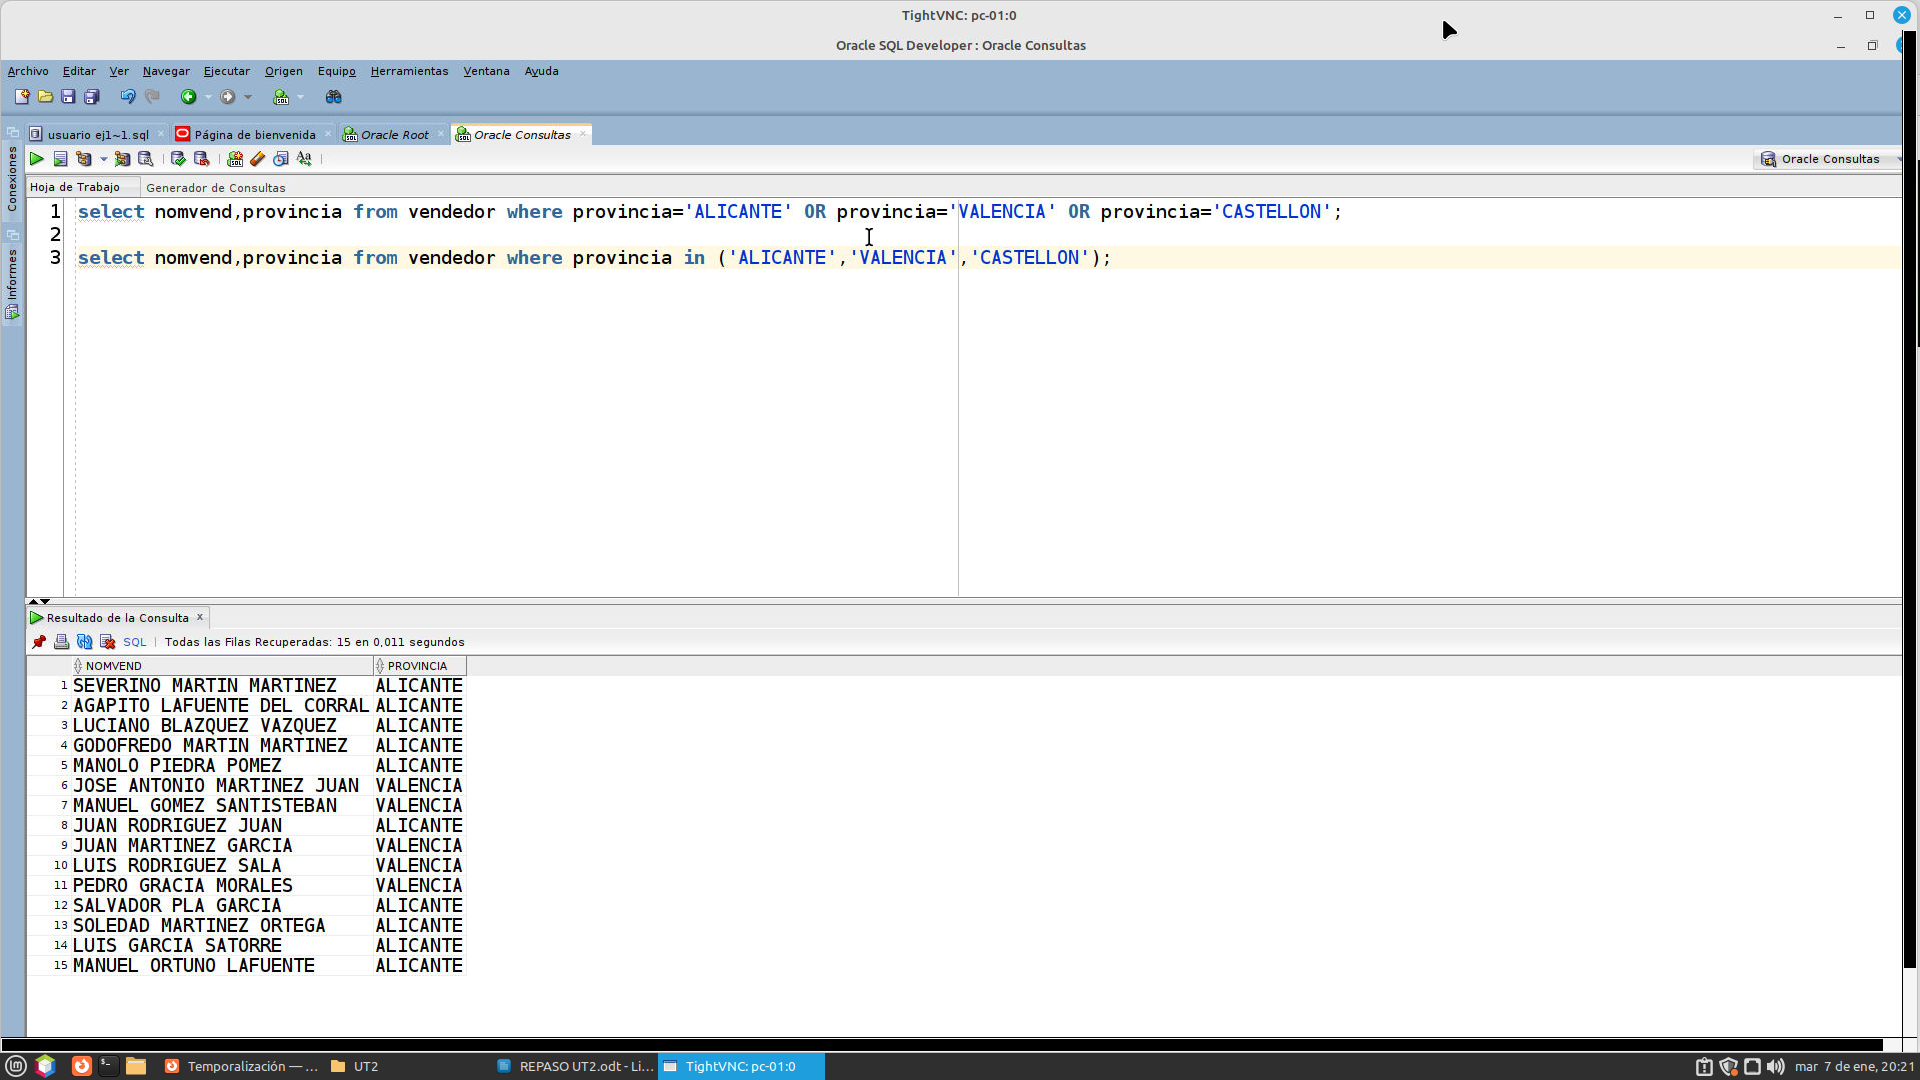 TightVNC: pc-01:0
Oracle SQL Developer : Oracle Consultas
Archivo Editar Ver Navegar Ejecutar Origen Equipo Herramientas Ventana Ayuda
usuario ej1~1.sql Página de bienvenida Oracle Root Oracle Consultas
Conexiones
Informes
Oracle Consultas
Hoja de Trabajo Generador de Consultas
1 select nomvend,provincia from vendedor where provincia='ALICANTE' OR provincia='VALENCIA' OR provincia='CASTELLON';
2
3 select nomvend,provincia from vendedor where provincia in ('ALICANTE','VALENCIA','CASTELLON');
Resultado de la Consulta x
SQL | Todas las Filas Recuperadas: 15 en 0,011 segundos
NOMVEND PROVINCIA
1 SEVERINO MARTIN MARTINEZ ALICANTE
2 AGAPITO LAFUENTE DEL CORRAL ALICANTE
3 LUCIANO BLAZQUEZ VAZQUEZ ALICANTE
4 GODOFREDO MARTIN MARTINEZ ALICANTE
5 MANOLO PIEDRA POMEZ ALICANTE
6 JOSE ANTONIO MARTINEZ JUAN VALENCIA
7 MANUEL GOMEZ SANTISTEBAN VALENCIA
8 JUAN RODRIGUEZ JUAN ALICANTE
9 JUAN MARTINEZ GARCIA VALENCIA
10 LUIS RODRIGUEZ SALA VALENCIA
11 PEDRO GRACIA MORALES VALENCIA
12 SALVADOR PLA GARCIA ALICANTE
13 SOLEDAD MARTINEZ ORTEGA ALICANTE
14 LUIS GARCIA SATORRE ALICANTE
15 MANUEL ORTUNO LAFUENTE ALICANTE
Temporalización — ... UT2 REPASO UT2.odt - Li... TightVNC: pc-01:0 mar 7 de ene, 20:21